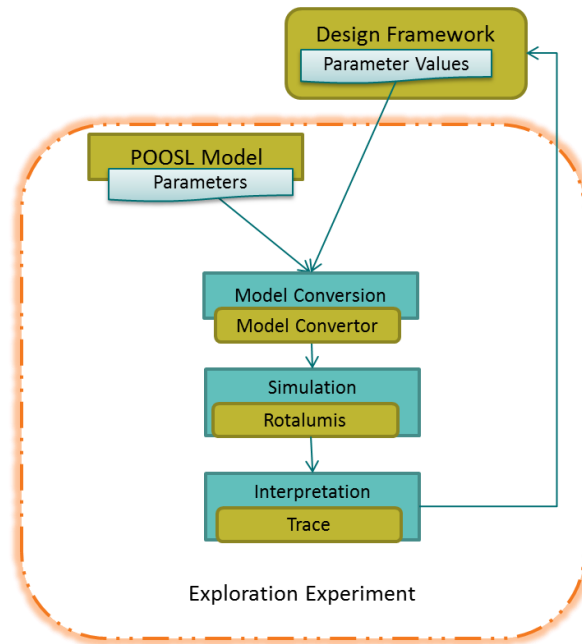 Design Framework
Parameter Values
POOSL Model
Parameters
Model Conversion
Model Convertor
Simulation
Rotalumis
Interpretation
Trace
Exploration Experiment